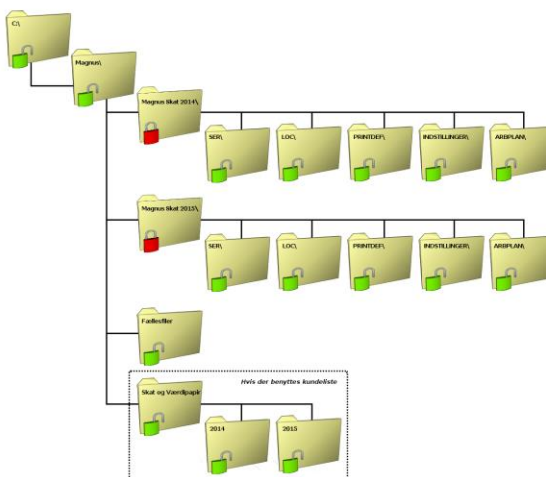 C:\
Magnus\
Magnus Skat 2014\
SER\
LOC\
PRINTDEF\
INDSTILLINGER\
ARBPLAN\
Magnus Skat 2015\
SER\
LOC\
PRINTDEF\
INDSTILLINGER\
ARBPLAN\
Fællesfiler
Hvis der benyttes kundeliste
Skat og Værdipapir
2014
2015